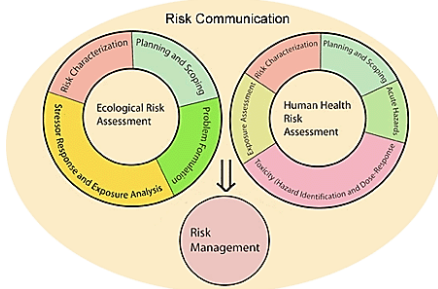 Risk Communication
Risk Characterization
Planning and Scoping
Problem Formulation
Stressor Response and Exposure Analysis
Ecological Risk
Assessment
Risk Characterization
Planning and Scoping
Acute Hazards
Toxicity (Hazard Identification and Dose-Response
Exposure Assessment
Human Health
Risk
Assessment
Risk
Management